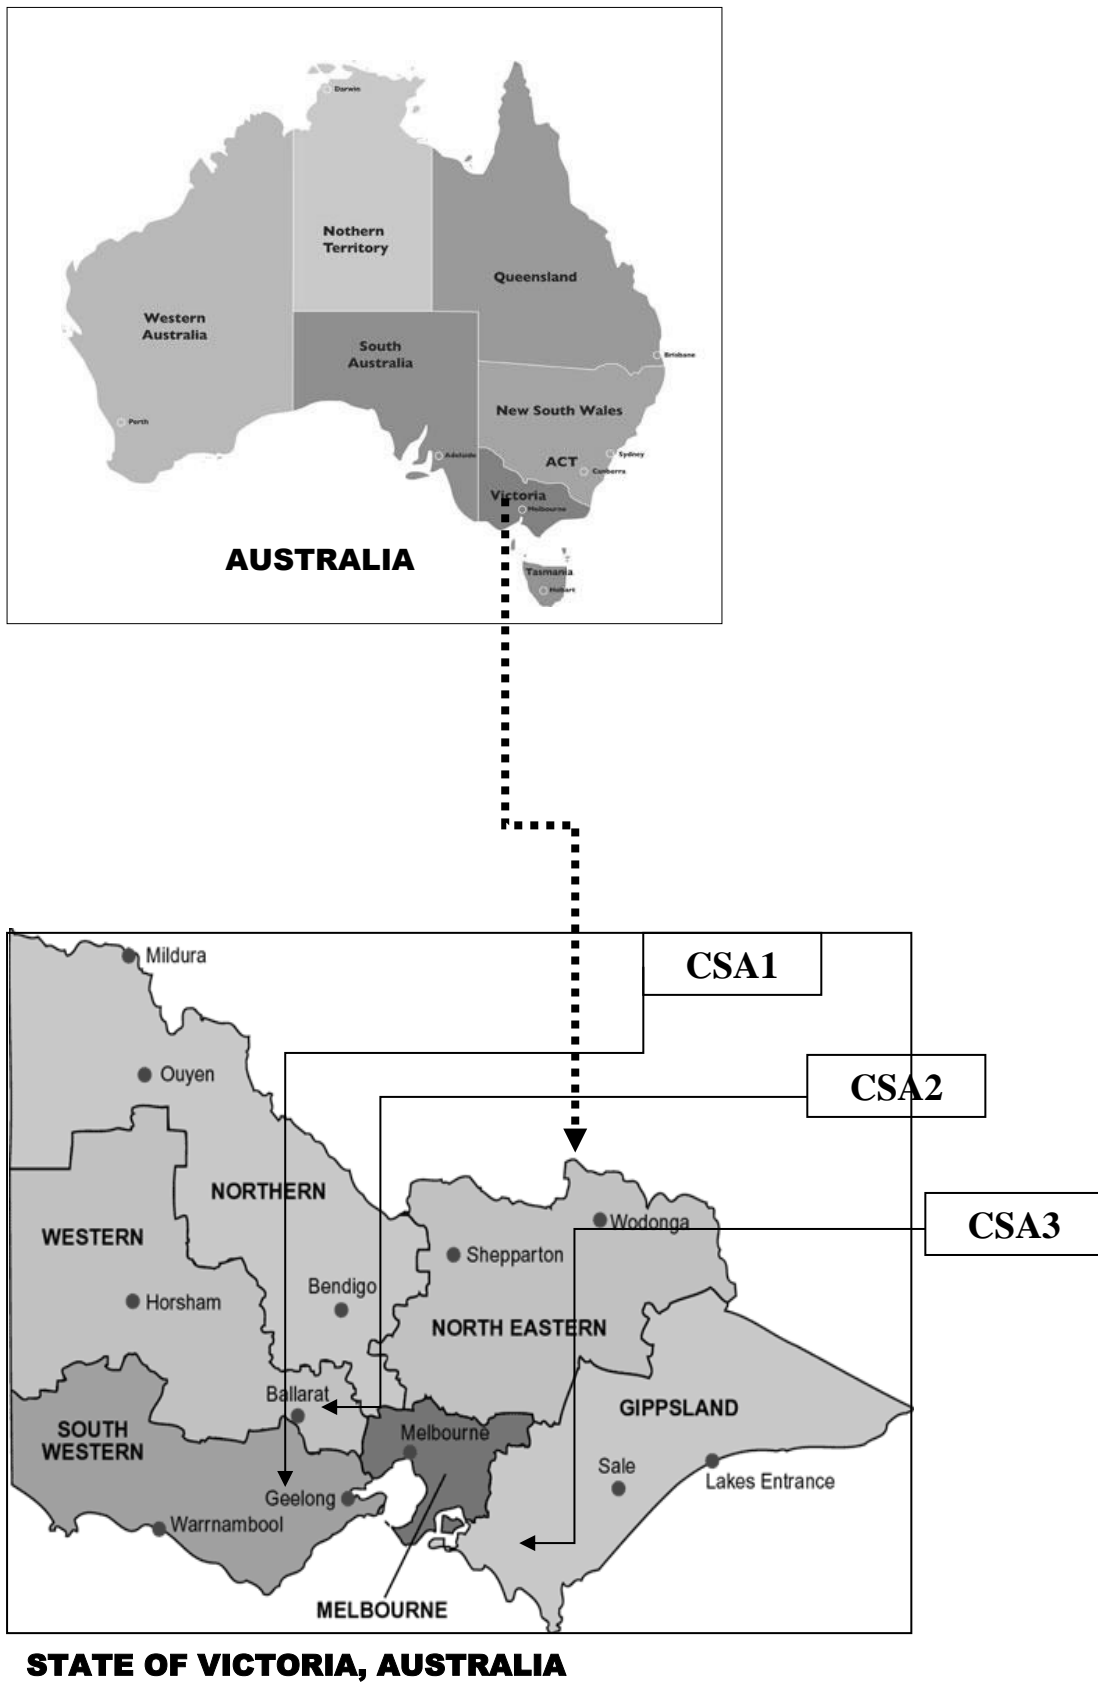 Darwin
Nothern
Territory
Queensland
Western
Australia
South
Australia
Brisbane
New South Wales
Perth
Adelaide
ACT
Sydney
Canberra
Victoria
Melbourne
AUSTRALIA
Tasmania
Hobart
CSA1
Mildura
Ouyen
CSA2
NORTHERN
WESTERN
Wodonga
CSA3
Shepparton
Bendigo
Horsham
NORTH EASTERN
Ballarat
GIPPSLAND
SOUTH
WESTERN
Melbourne
Sale
Lakes Entrance
Geelong
Warrnambool
MELBOURNE
STATE OF VICTORIA, AUSTRALIA